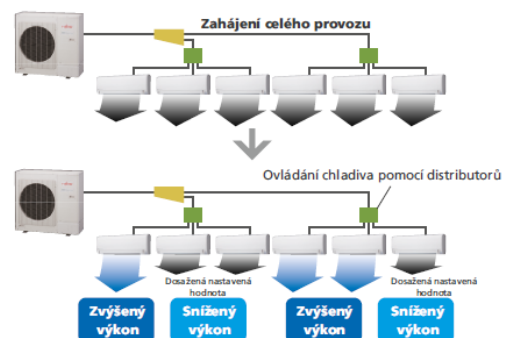 Zahájení celého provozu
Ovládání chladiva pomocí distributorů
Dosažená nastavená
hodnota
Dosažená nastavená
hodnota
Zvýšený
výkon
Snížený
výkon
Zvýšený
výkon
Snížený
výkon